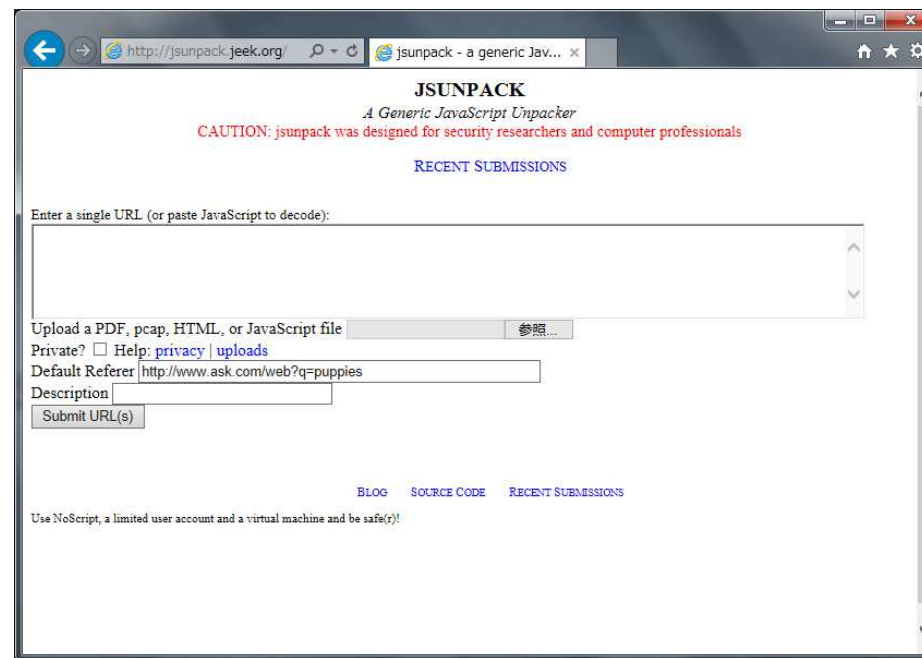 http://jsunpack.jeek.org/
jsunpack - a generic Jav...
JSUNPACK
A Generic JavaScript Unpacker
CAUTION: jsunpack was designed for security researchers and computer professionals
RECENT SUBMISSIONS
Enter a single URL (or paste JavaScript to decode):
Upload a PDF, pcap, HTML, or JavaScript file 参照...
Private? Help: privacy | uploads
Default Referer http://www.ask.com/web?q=puppies
Description
Submit URL(s)
BLOG SOURCE CODE RECENT SUBMISSIONS
Use NoScript, a limited user account and a virtual machine and be safe(r)!